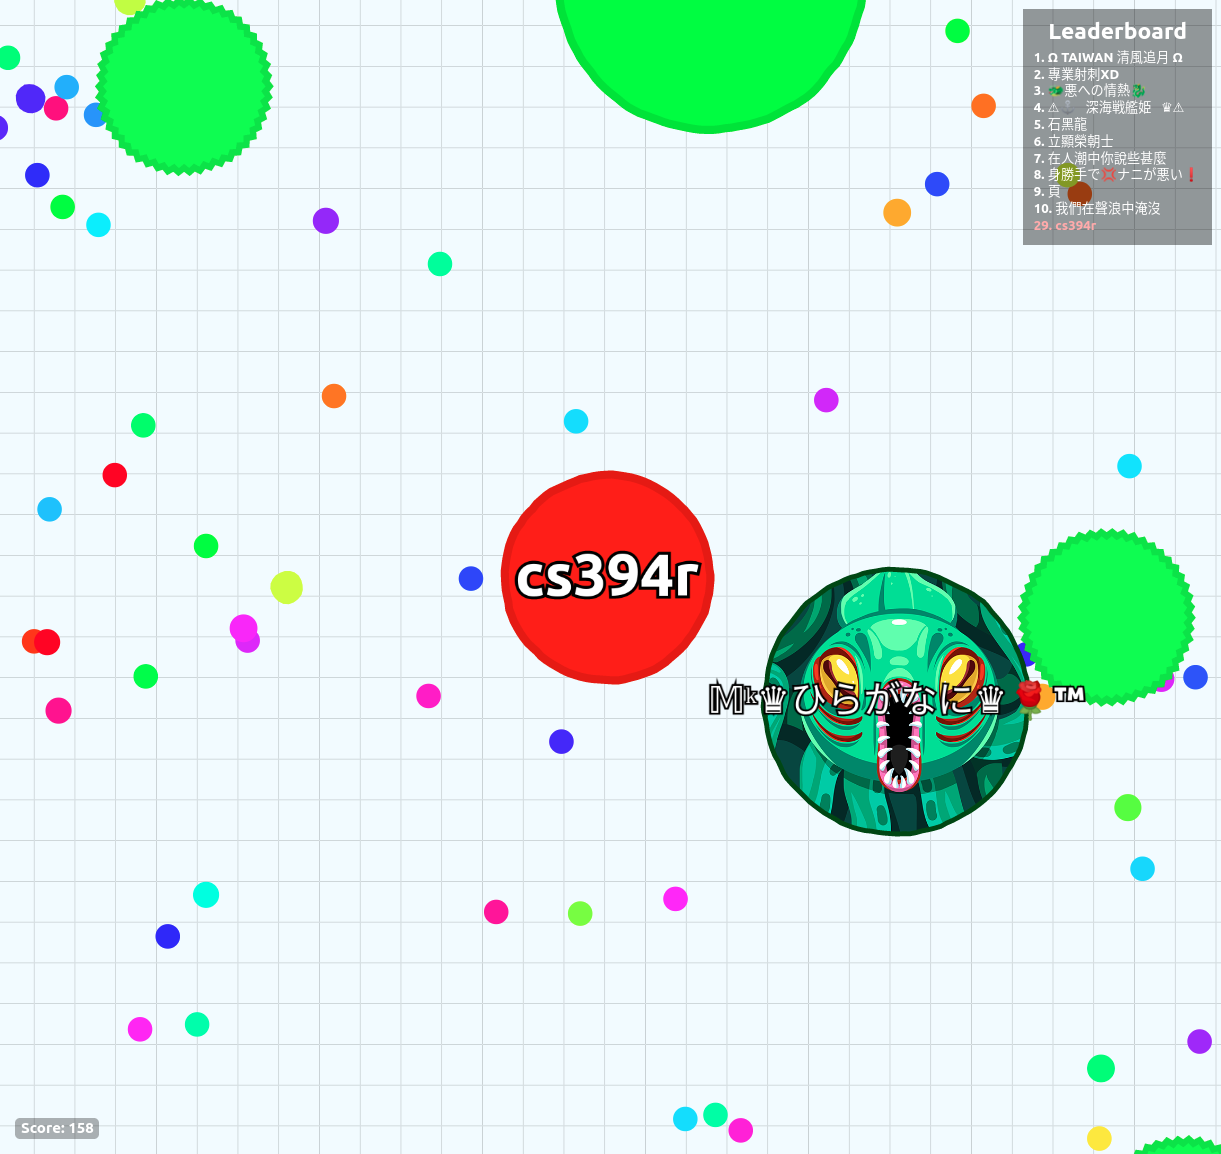 Leaderboard
1. Ω TAIWAN 清風追月 Ω
2. 專業射刺XD
3. 🐲悪への情熱🐉
4. ⚠⚓ 深海戦艦姫 ♕⚠
5. 石黑龍
6. 立顯榮朝士
7. 在人潮中你說些甚麼
8. 身勝手で💢ナニが悪い❗
9. 頁
10. 我們在聲浪中淹沒
29. cs394r
cs394r
𝕄ᵏ♛ひらがなに♛🌹™
Score: 158